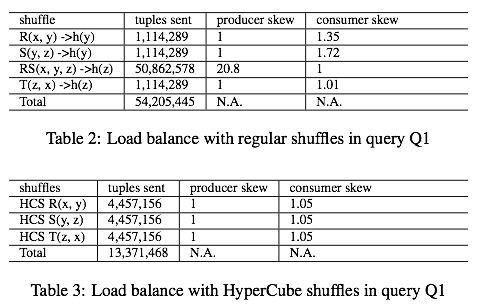 shuffle tuples sent producer skew consumer skew
R(x, y) ->h(y) 1,114,289 1 1.35
S(y, z) ->h(y) 1,114,289 1 1.72
RS(x, y, z) ->h(z) 50,862,578 20.8 1
T(z, x) ->h(z) 1,114,289 1 1.01
Total 54,205,445 N.A. N.A.
Table 2: Load balance with regular shuffles in query Q1
shuffles tuples sent producer skew consumer skew
HCS R(x, y) 4,457,156 1 1.05
HCS S(y, z) 4,457,156 1 1.05
HCS T(z, x) 4,457,156 1 1.05
Total 13,371,468 N.A. N.A.
Table 3: Load balance with HyperCube shuffles in query Q1